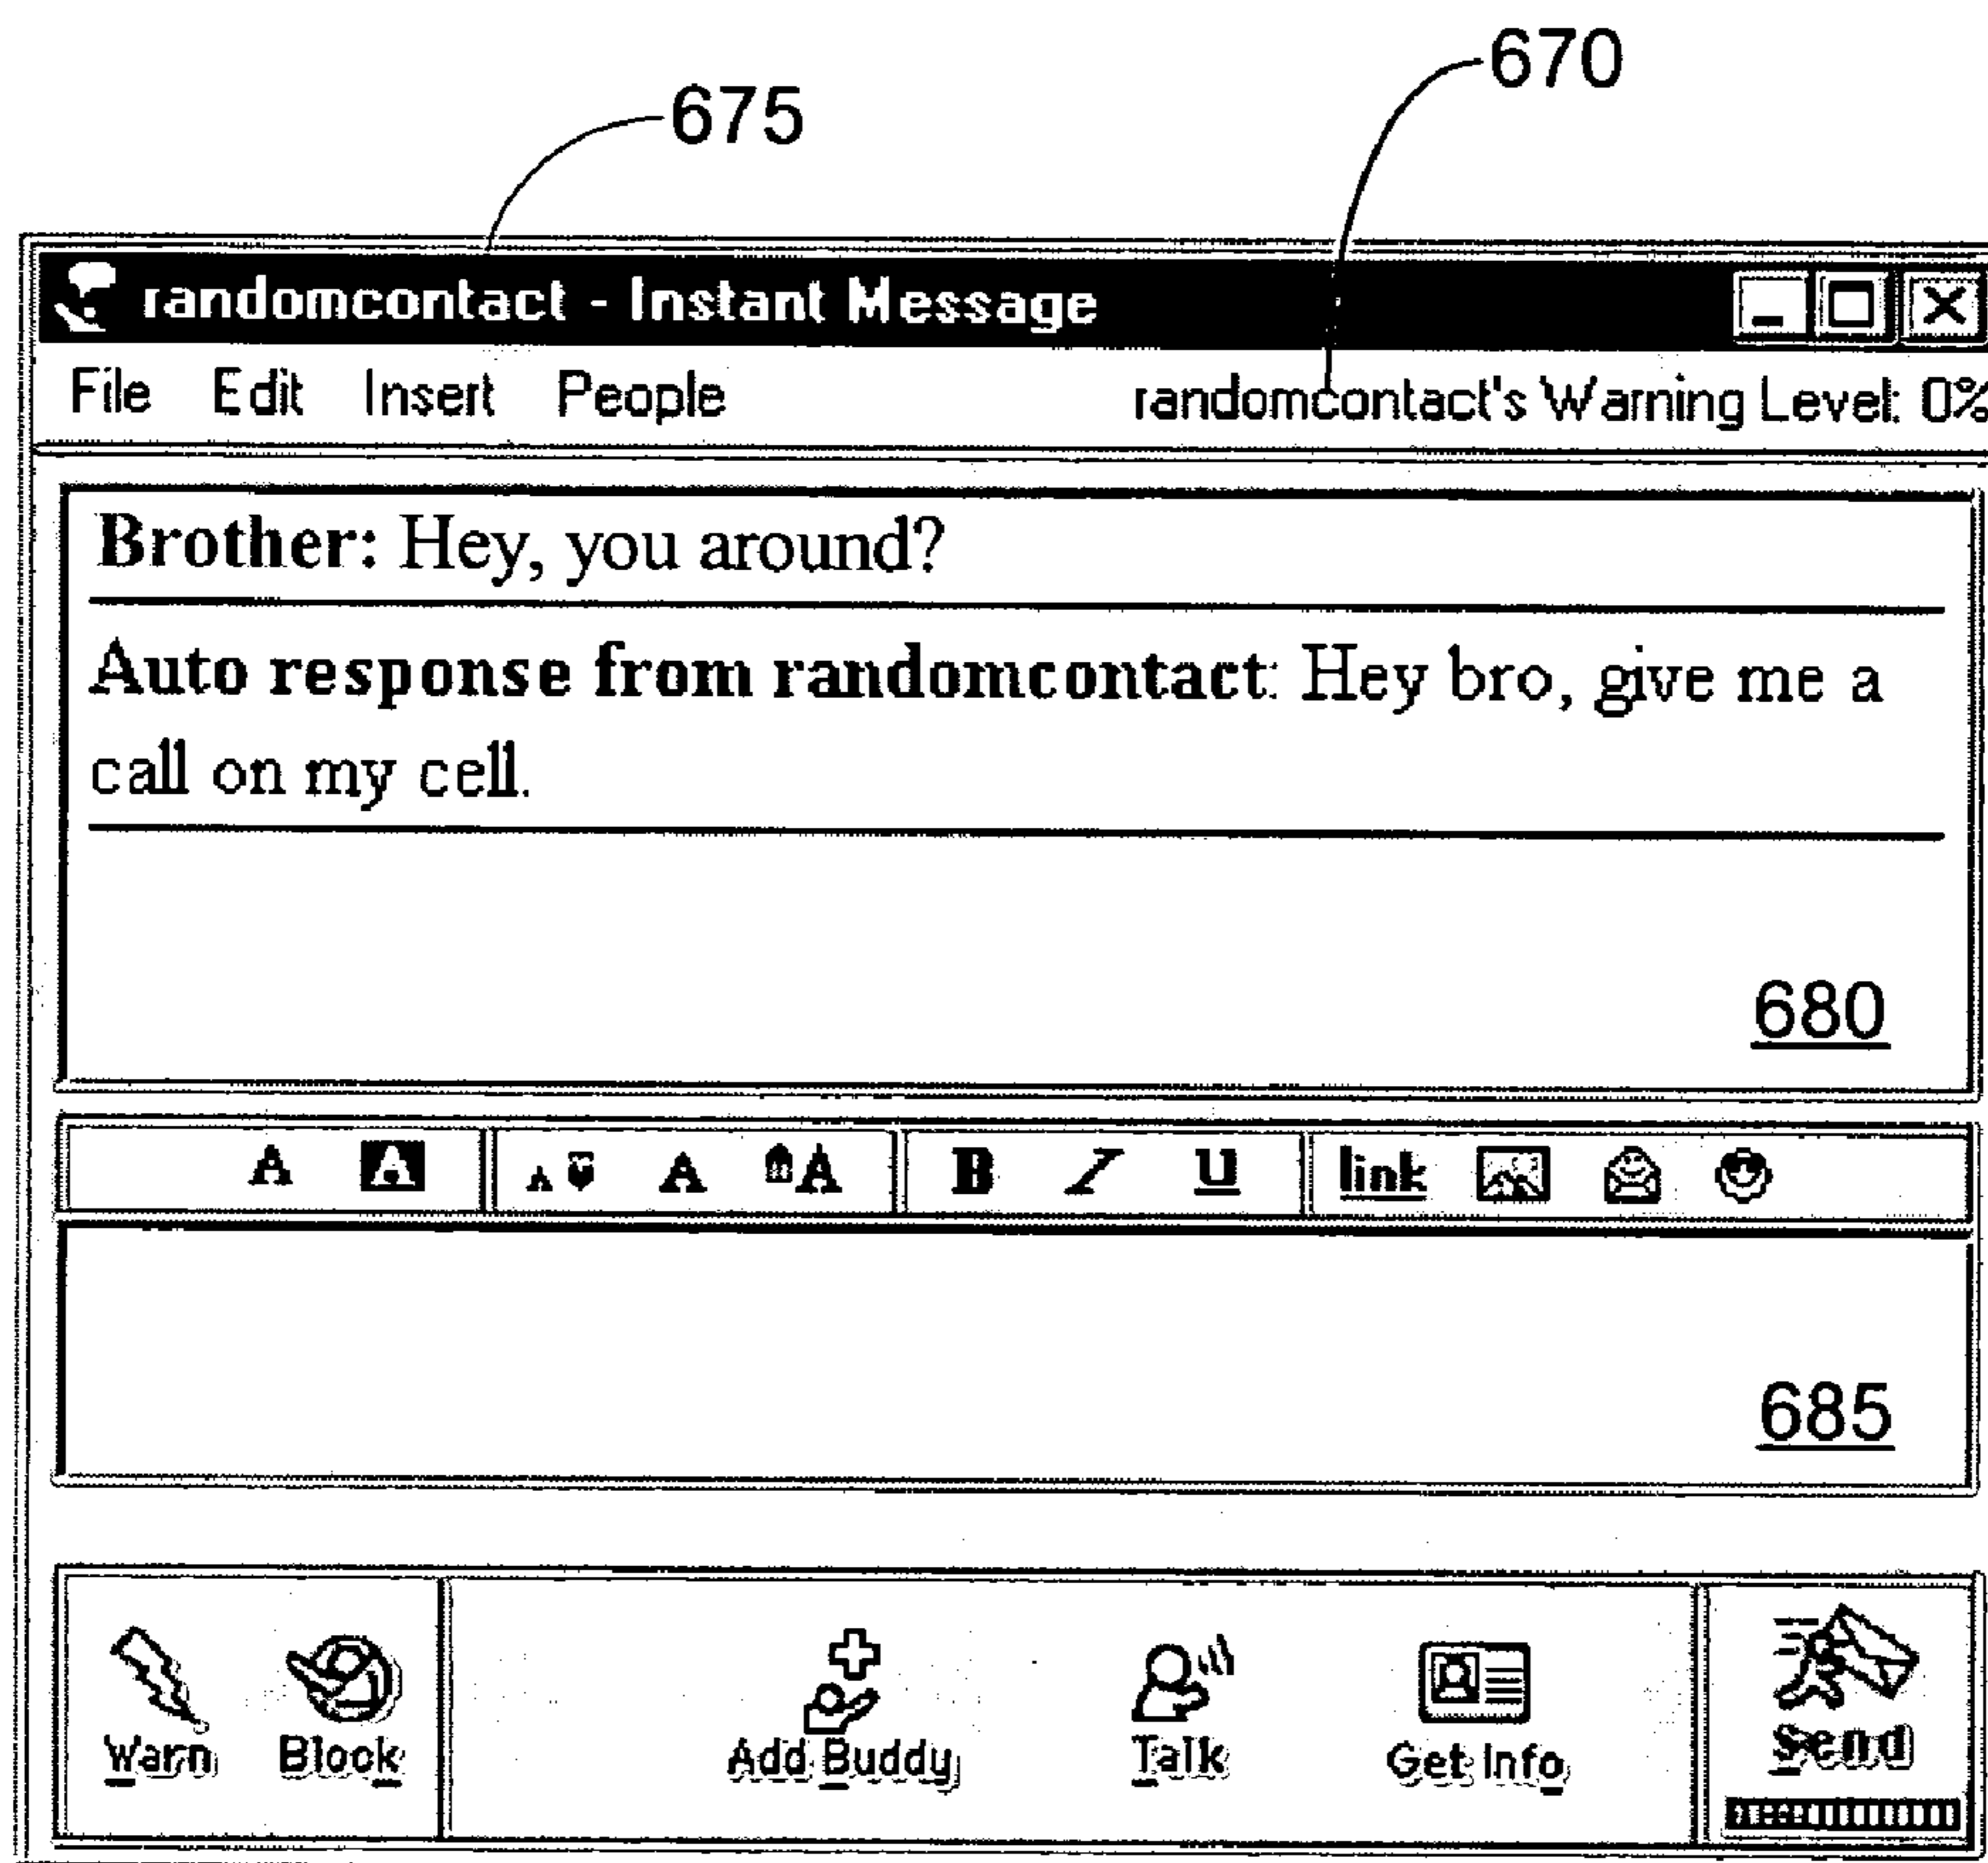 670
675
randomcontact - Instant Message
File Edit Insert People randomcontact's Warning Level: 0%
Brother: Hey, you around?
Auto response from randomcontact: Hey bro, give me a
call on my cell.
680
A A A A A B I U link
685
Warn Block Add Buddy Talk Get Info Send